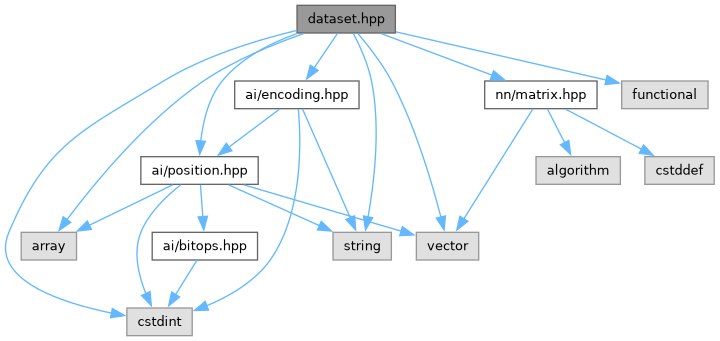 dataset.hpp
ai/encoding.hpp
nn/matrix.hpp
functional
ai/position.hpp
algorithm
cstddef
array
ai/bitops.hpp
string
vector
cstdint